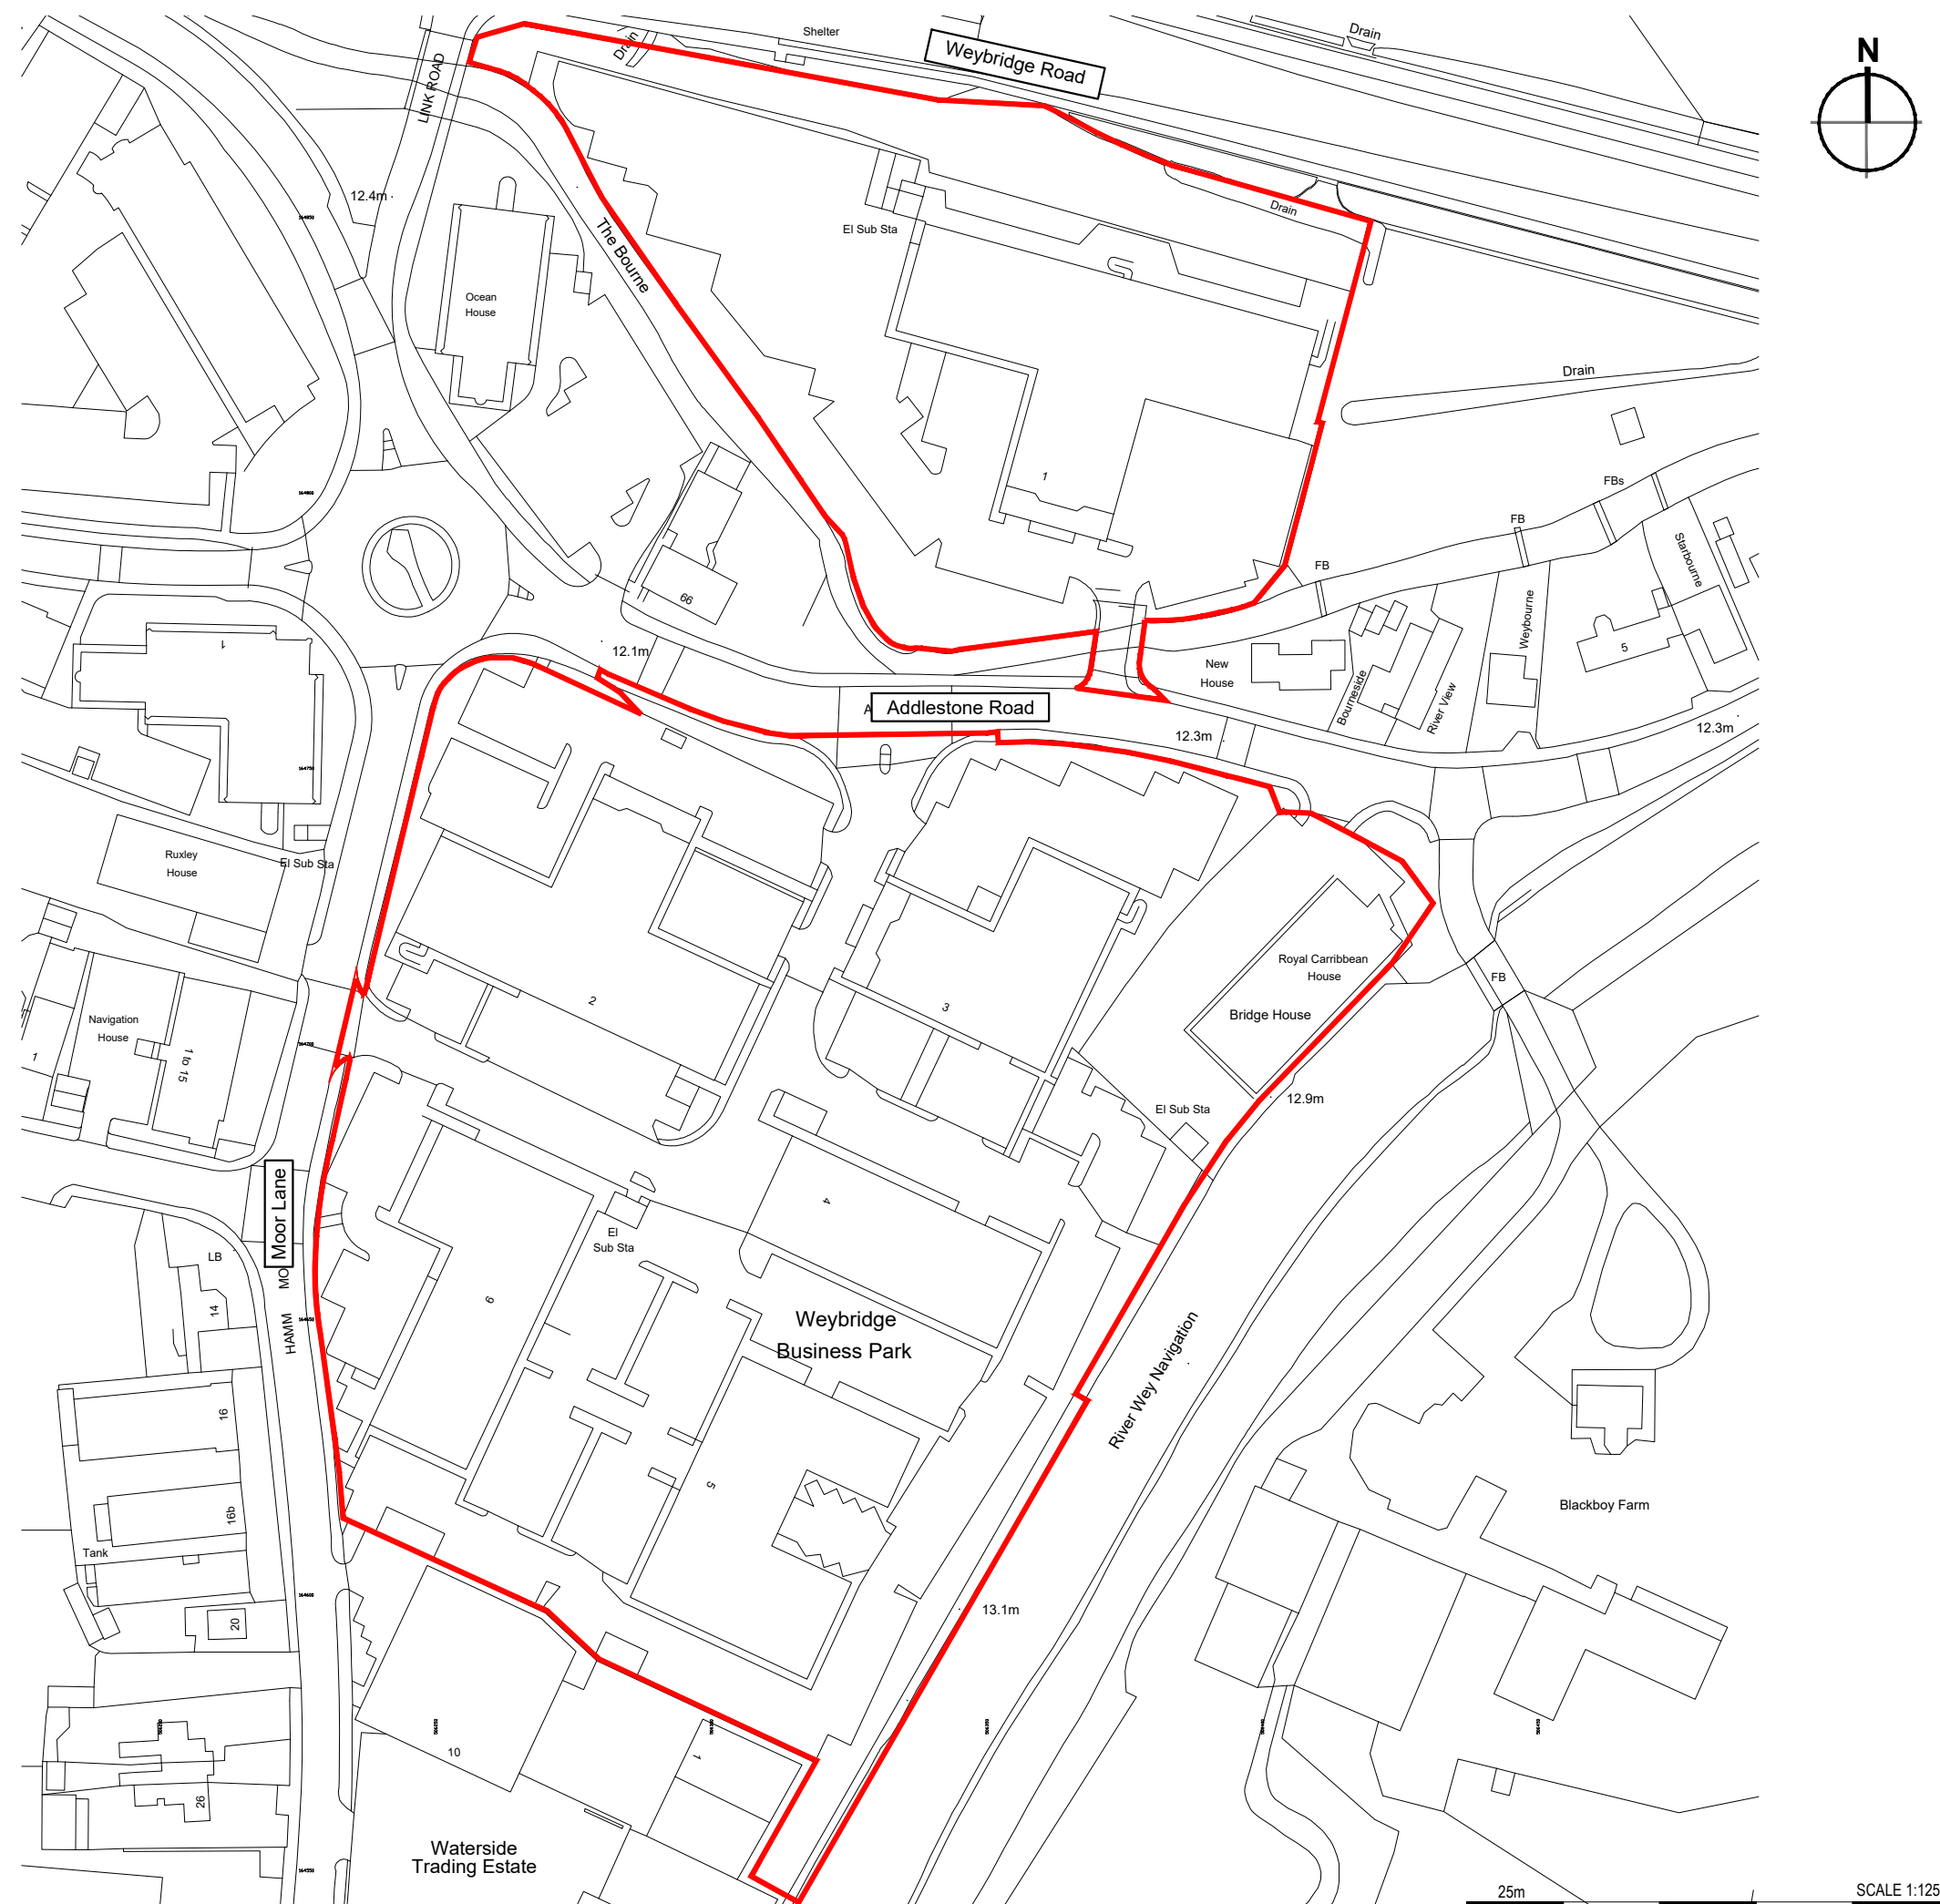 Shelter
Drain
Weybridge Road
Drain
N
LINK ROAD
12.4m
The Bourne
El Sub Sta
Drain
Ocean
House
Drain
1
FBs
FB
FB
Starbourne
66
Weybourne
5
1
12.1m
New
House
Bourneside
River View
Addlestone Road
12.3m
12.3m
Ruxley
House
El Sub Sta
Royal Carribbean
House
FB
Bridge House
2
3
Navigation
House
1
1 to 15
12.9m
El Sub Sta
Moor Lane
MO
HAMM
LB
14
4
El
Sub Sta
6
Weybridge
Business Park
River Wey Navigation
16
16b
5
Blackboy Farm
Tank
20
13.1m
10
1
26
Waterside
Trading Estate
25m
SCALE 1:125